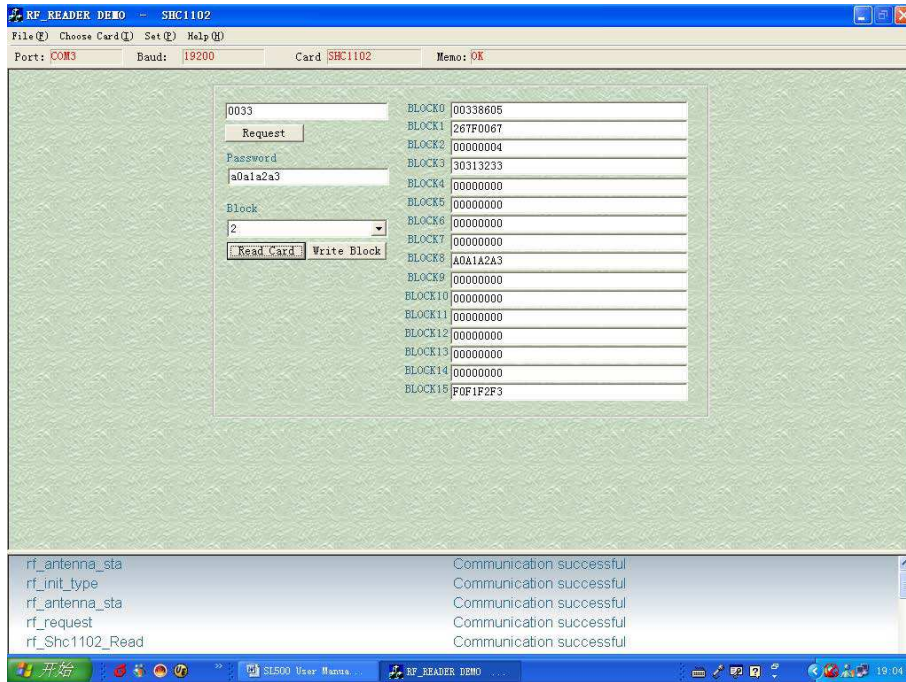 RF_READER DEMO - SHC1102
File(F) Choose Card(I) Set(P) Help(H)
Port: COM3 Baud: 19200 Card SHC1102 Memo: OK
0033
Request
Password
a0a1a2a3
Block
2
Read Card Write Block
BLOCK0 00338605
BLOCK1 267F0067
BLOCK2 00000004
BLOCK3 30313233
BLOCK4 00000000
BLOCK5 00000000
BLOCK6 00000000
BLOCK7 00000000
BLOCK8 A0A1A2A3
BLOCK9 00000000
BLOCK10 00000000
BLOCK11 00000000
BLOCK12 00000000
BLOCK13 00000000
BLOCK14 00000000
BLOCK15 F0F1F2F3
rf_antenna_sta Communication successful
rf_init_type Communication successful
rf_antenna_sta Communication successful
rf_request Communication successful
rf_Shc1102_Read Communication successful
开始 SL500 User Manua... RF_READER DEMO ... 19:04